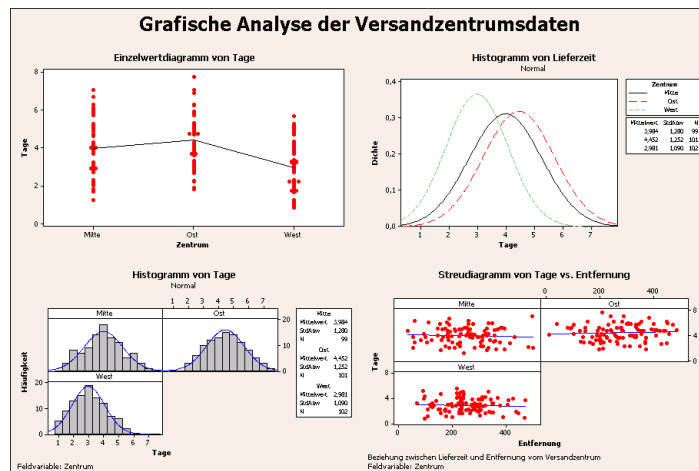 Grafische Analyse der Versandzentrumsdaten
Einzelwertdiagramm von Tage
8
6
4
2
0
Tage
Mitte Ost West
Zentrum
Histogramm von Lieferzeit
Normal
0,4
0,3
0,2
0,1
0,0
Dichte
1 2 3 4 5 6 7
Tage
Zentrum
Mitte
Ost
West
Mittelwert StdAbw N
3,984 1,280 99
4,452 1,252 101
2,981 1,090 102
Histogramm von Tage
Normal
1 2 3 4 5 6 7
Mitte Ost
20
10
0
West
20
10
0
Häufigkeit
1 2 3 4 5 6 7
Tage
Mitte
Mittelwert 3,984
StdAbw 1,280
N 99
Ost
Mittelwert 4,452
StdAbw 1,252
N 101
West
Mittelwert 2,981
StdAbw 1,090
N 102
Feldvariable: Zentrum
Streudiagramm von Tage vs. Entfernung
0 200 400
Mitte Ost
8
4
0
West
8
4
0
Tage
0 200 400
Entfernung
Beziehung zwischen Lieferzeit und Entfernung vom Versandzentrum
Feldvariable: Zentrum